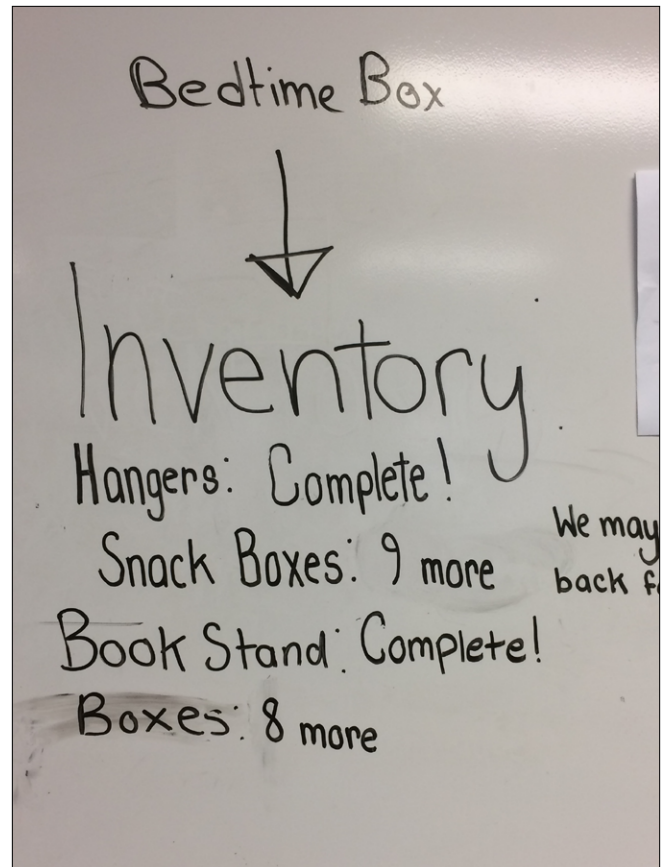 Bedtime Box
Inventory
Hangers: Complete!
Snack Boxes: 9 more
Book Stand: Complete!
Boxes: 8 more
We may
back